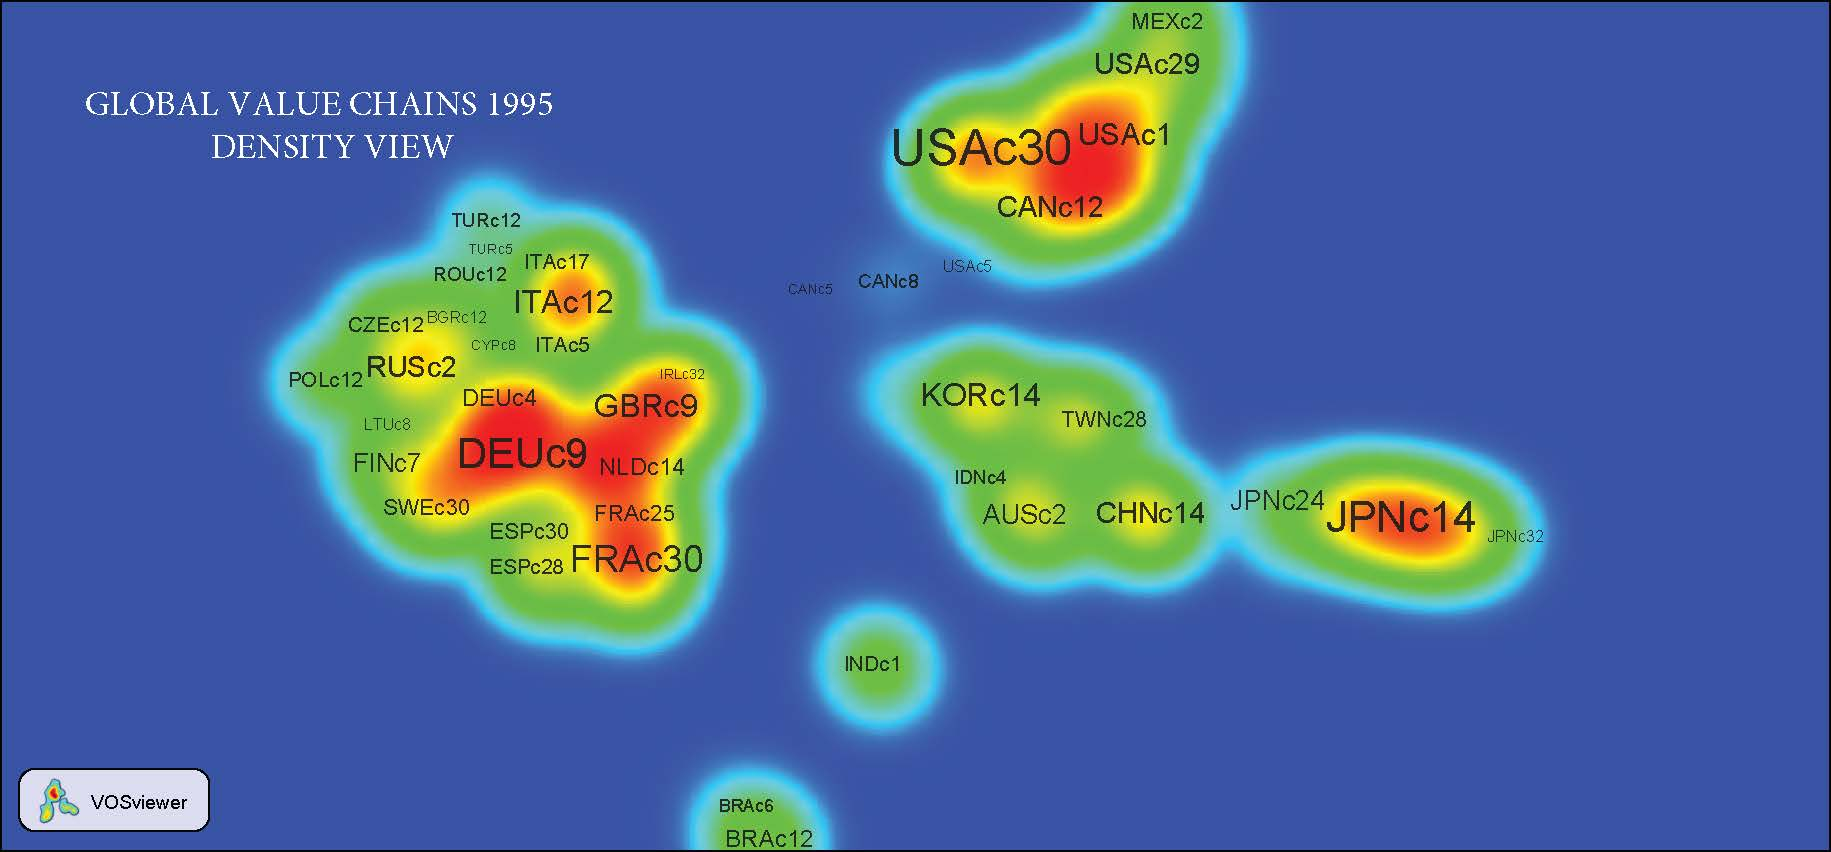 GLOBAL VALUE CHAINS 1995
DENSITY VIEW
MEXc2
USAc29
USAc30
USAc1
CANc12
USAc5
CANc8
CANc5
TURc12
TURc5
ROUc12
ITAc17
ITAc12
CZEc12
BGRc12
CYPc8
ITAc5
RUSc2
POLc12
IRLc32
DEUc4
GBRc9
LTUc8
DEUc9
FINc7
NLDc14
SWEc30
FRAc25
ESPc30
ESPc28
FRAc30
KORc14
TWNc28
IDNc4
AUSc2
CHNc14
JPNc24
JPNc14
JPNc32
INDc1
BRAc6
BRAc12
VOSviewer